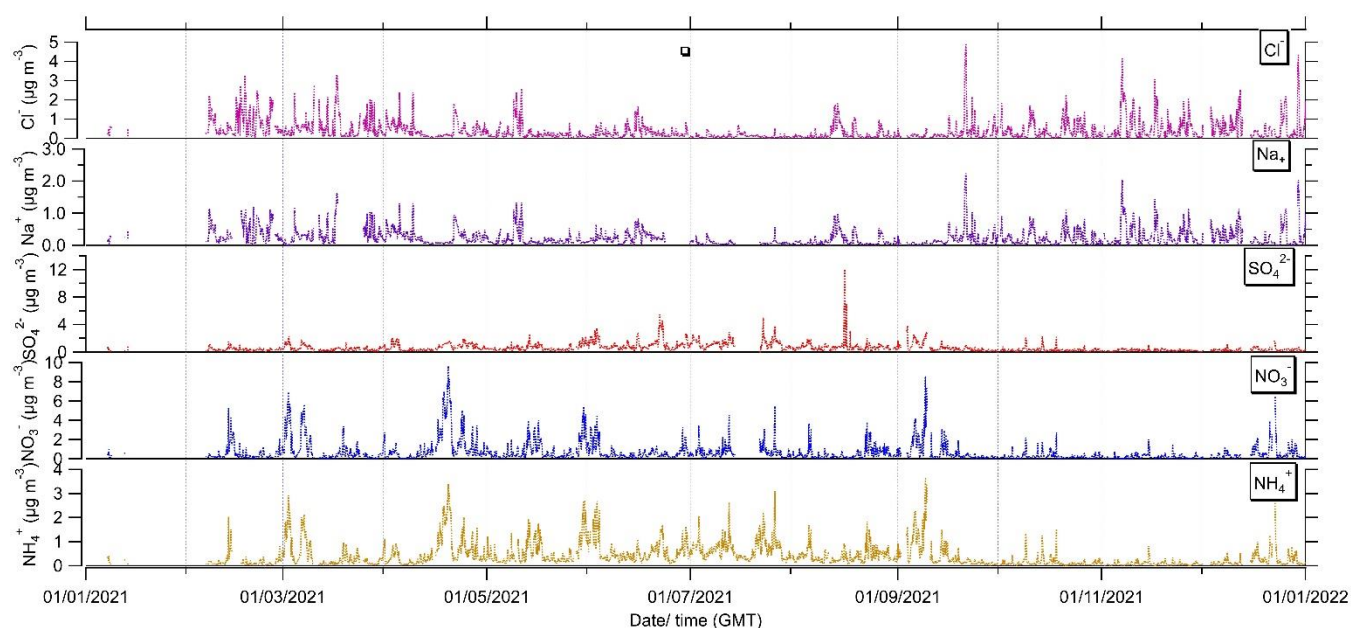 Cl⁻ (µg m⁻³)
5
4
3
2
1
0
Cl⁻
Na⁺ (µg m⁻³)
3.0
2.0
1.0
0.0
Na₊
SO₄²⁻ (µg m⁻³)
12
8
4
0
SO₄²⁻
NO₃⁻ (µg m⁻³)
10
8
6
4
2
0
NO₃⁻
NH₄⁺ (µg m⁻³)
4
3
2
1
0
NH₄⁺
01/01/2021 01/03/2021 01/05/2021 01/07/2021 01/09/2021 01/11/2021 01/01/2022
Date/ time (GMT)